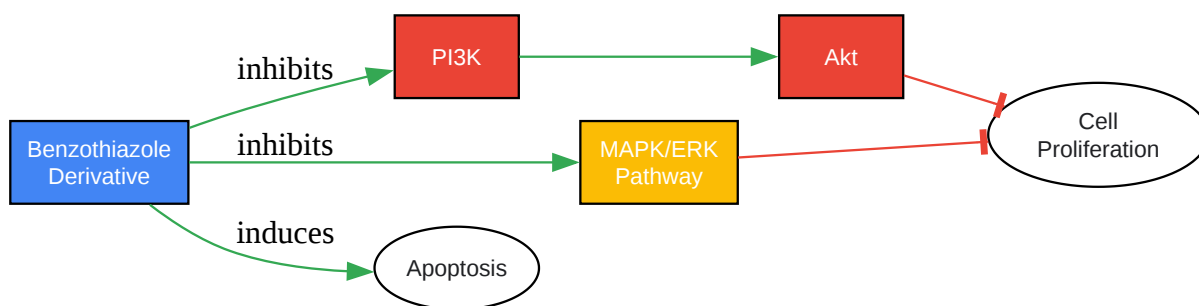 inhibits
PI3K
Akt
Benzothiazole
Derivative
inhibits
MAPK/ERK
Pathway
Cell
Proliferation
induces
Apoptosis